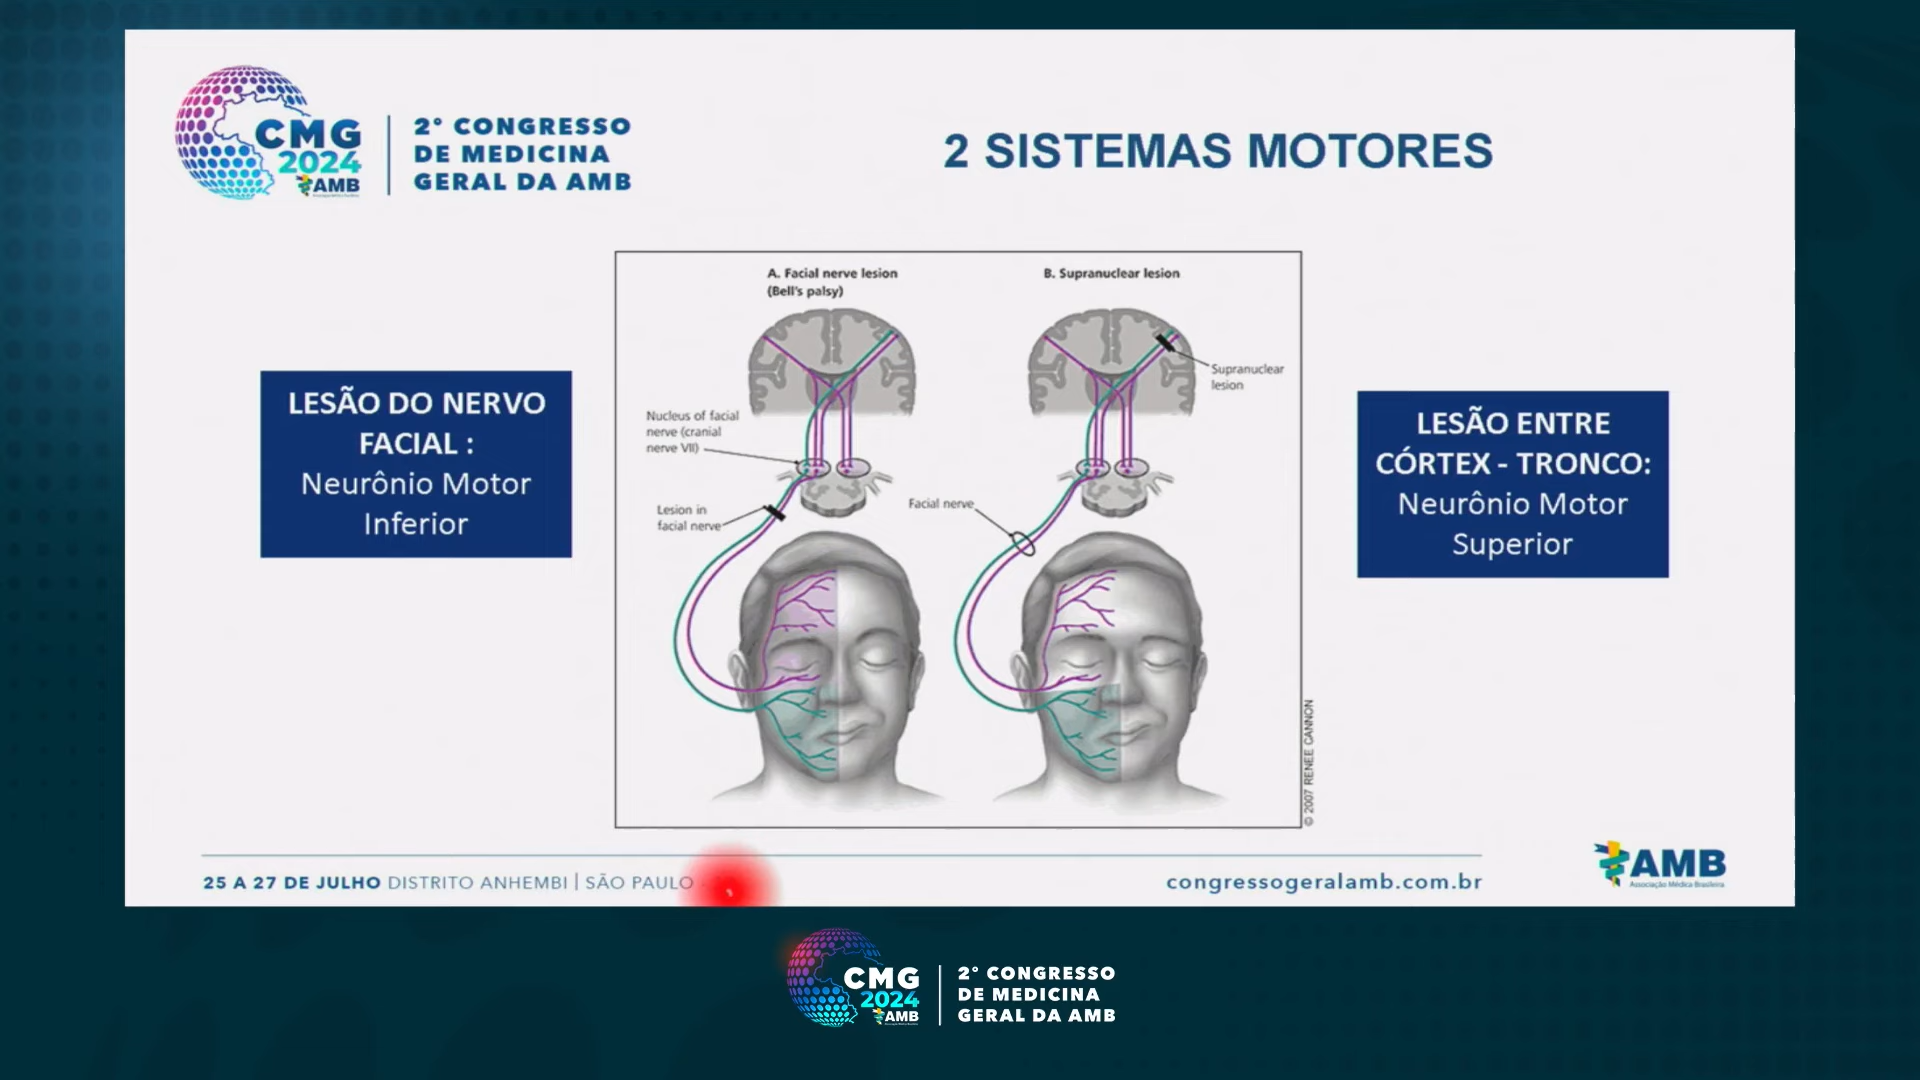 CMG
2024
AMB
2° CONGRESSO
DE MEDICINA
GERAL DA AMB
2 SISTEMAS MOTORES
LESÃO DO NERVO
FACIAL :
Neurônio Motor
Inferior
A. Facial nerve lesion
(Bell's palsy)
B. Supranuclear lesion
Supranuclear
lesion
Nucleus of facial
nerve (cranial
nerve VII)
Lesion in
facial nerve
Facial nerve
© 2007 RENEE CANNON
LESÃO ENTRE
CÓRTEX - TRONCO:
Neurônio Motor
Superior
25 A 27 DE JULHO DISTRITO ANHEMBI | SÃO PAULO
congressogeralamb.com.br
AMB
Associação Médica Brasileira
CMG
2024
AMB
2° CONGRESSO
DE MEDICINA
GERAL DA AMB